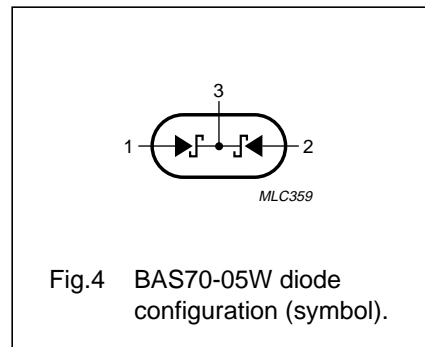 3
1 2
MLC359
Fig.4 BAS70-05W diode
configuration (symbol).